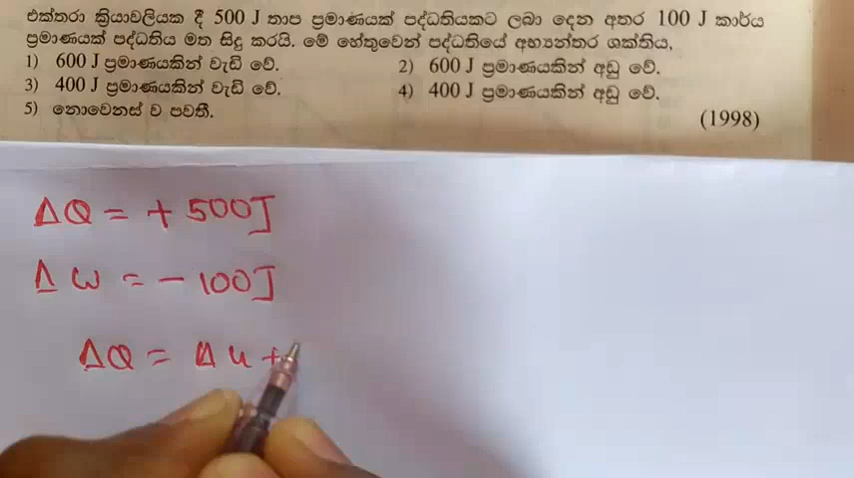 එක්තරා ක්‍රියාවලියක දී 500 J තාප ප්‍රමාණයක් පද්ධතියකට ලබා දෙන අතර 100 J කාර්ය
ප්‍රමාණයක් පද්ධතිය මත සිදු කරයි. මේ හේතුවෙන් පද්ධතියේ අභ්‍යන්තර ශක්තිය,
1) 600 J ප්‍රමාණයකින් වැඩි වේ. 2) 600 J ප්‍රමාණයකින් අඩු වේ.
3) 400 J ප්‍රමාණයකින් වැඩි වේ. 4) 400 J ප්‍රමාණයකින් අඩු වේ.
5) නොවෙනස් ව පවතී.
(1998)
ΔQ = + 500J
Δ W = - 100J
ΔQ = Δu +